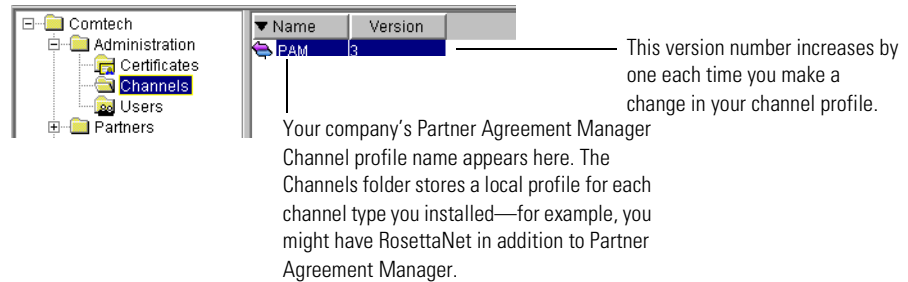 Comtech
Administration
Certificates
Channels
Users
Partners
Name Version
PAM 3
This version number increases by
one each time you make a
change in your channel profile.
Your company's Partner Agreement Manager
Channel profile name appears here. The
Channels folder stores a local profile for each
channel type you installed—for example, you
might have RosettaNet in addition to Partner
Agreement Manager.